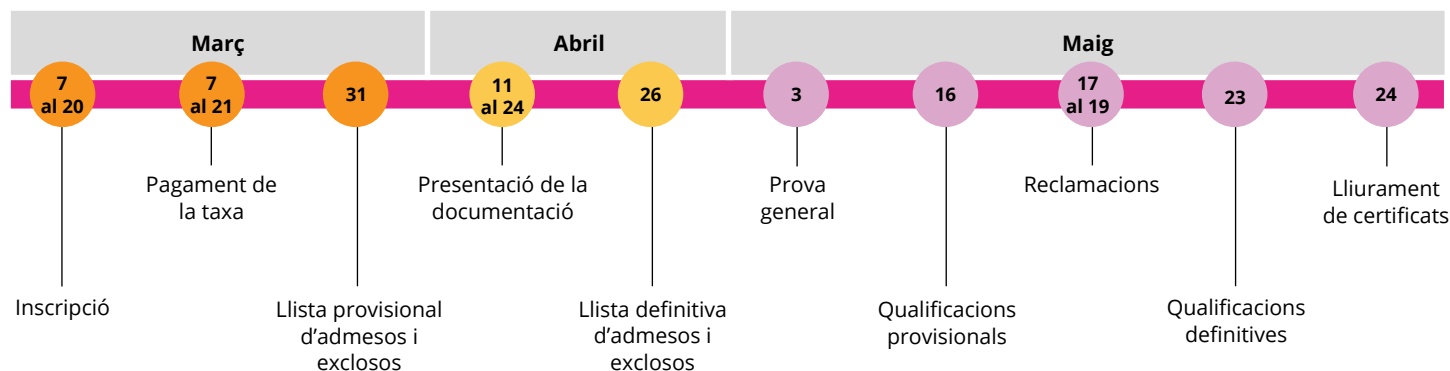 Març
Abril
Maig
7
al 20
7
al 21
31
11
al 24
26
3
16
17
al 19
23
24
Inscripció
Pagament de
la taxa
Llista provisional
d'admesos i
exclosos
Presentació de la
documentació
Llista definitiva
d'admesos i
exclosos
Prova
general
Qualificacions
provisionals
Reclamacions
Qualificacions
definitives
Lliurament
de certificats